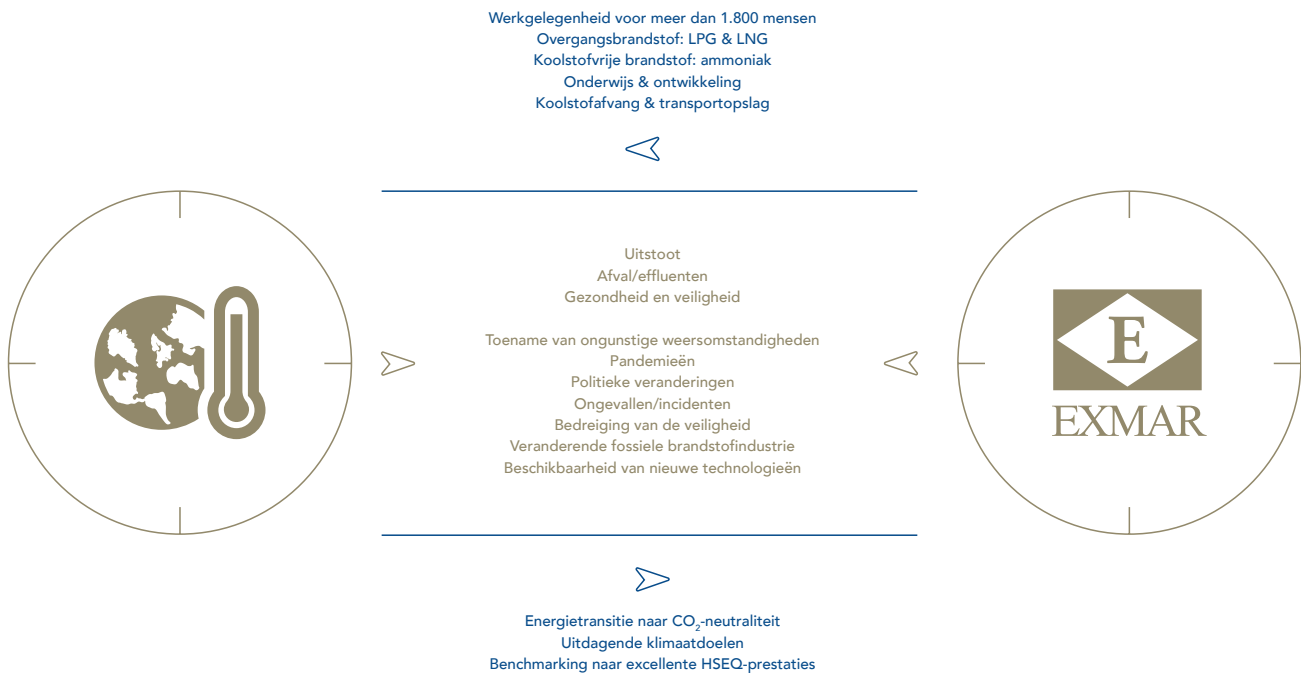 Werkgelegenheid voor meer dan 1.800 mensen
Overgangsbrandstof: LPG & LNG
Koolstofvrije brandstof: ammoniak
Onderwijs & ontwikkeling
Koolstofafvang & transportopslag
Uitstoot
Afval/effluenten
Gezondheid en veiligheid
Toename van ongunstige weersomstandigheden
Pandemieën
Politieke veranderingen
Ongevallen/incidenten
Bedreiging van de veiligheid
Veranderende fossiele brandstofindustrie
Beschikbaarheid van nieuwe technologieën
E
EXMAR
Energietransitie naar CO₂-neutraliteit
Uitdagende klimaatdoelen
Benchmarking naar excellente HSEQ-prestaties